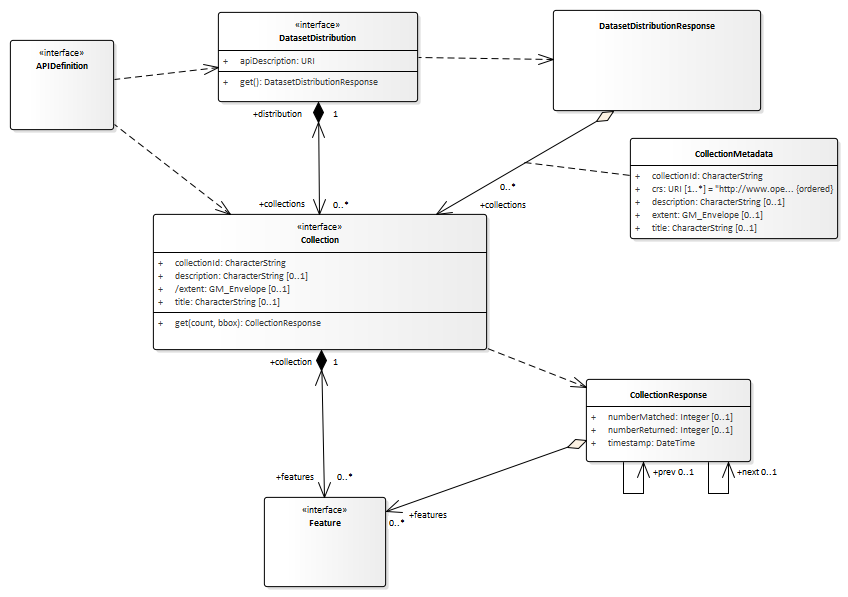 «interface»
APIDefinition
«interface»
DatasetDistribution
+ apiDescription: URI
+ get(): DatasetDistributionResponse
DatasetDistributionResponse
+distribution 1
CollectionMetadata
+ collectionId: CharacterString
+ crs: URI [1..*] = "http://www.ope... {ordered}
+ description: CharacterString [0..1]
+ extent: GM_Envelope [0..1]
+ title: CharacterString [0..1]
+collections 0..*
0..*
+collections
«interface»
Collection
+ collectionId: CharacterString
+ description: CharacterString [0..1]
+ /extent: GM_Envelope [0..1]
+ title: CharacterString [0..1]
+ get(count, bbox): CollectionResponse
+collection 1
CollectionResponse
+ numberMatched: Integer [0..1]
+ numberReturned: Integer [0..1]
+ timestamp: DateTime
+prev 0..1
+next 0..1
+features 0..*
+features
0..*
«interface»
Feature